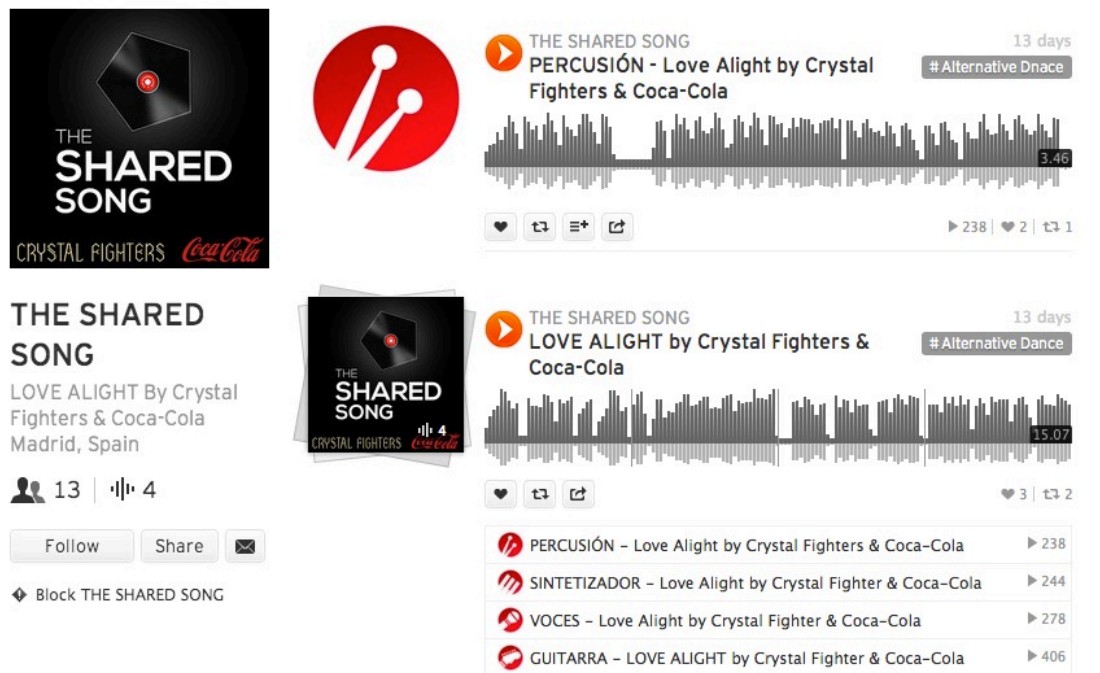 THE
SHARED
SONG
CRYSTAL FIGHTERS Coca-Cola
THE SHARED
SONG
LOVE ALIGHT By Crystal
Fighters & Coca-Cola
Madrid, Spain
13 4
Follow Share
Block THE SHARED SONG
THE SHARED SONG 13 days
PERCUSIÓN - Love Alight by Crystal # Alternative Dnace
Fighters & Coca-Cola
3.46
238 2 1
THE
SHARED
SONG
4
CRYSTAL FIGHTERS Coca-Cola
THE SHARED SONG 13 days
LOVE ALIGHT by Crystal Fighters & # Alternative Dance
Coca-Cola
15.07
3 2
PERCUSIÓN – Love Alight by Crystal Fighters & Coca-Cola 238
SINTETIZADOR – Love Alight by Crystal Fighter & Coca-Cola 244
VOCES – Love Alight by Crystal Fighter & Coca-Cola 278
GUITARRA – LOVE ALIGHT by Crystal Fighter & Coca-Cola 406